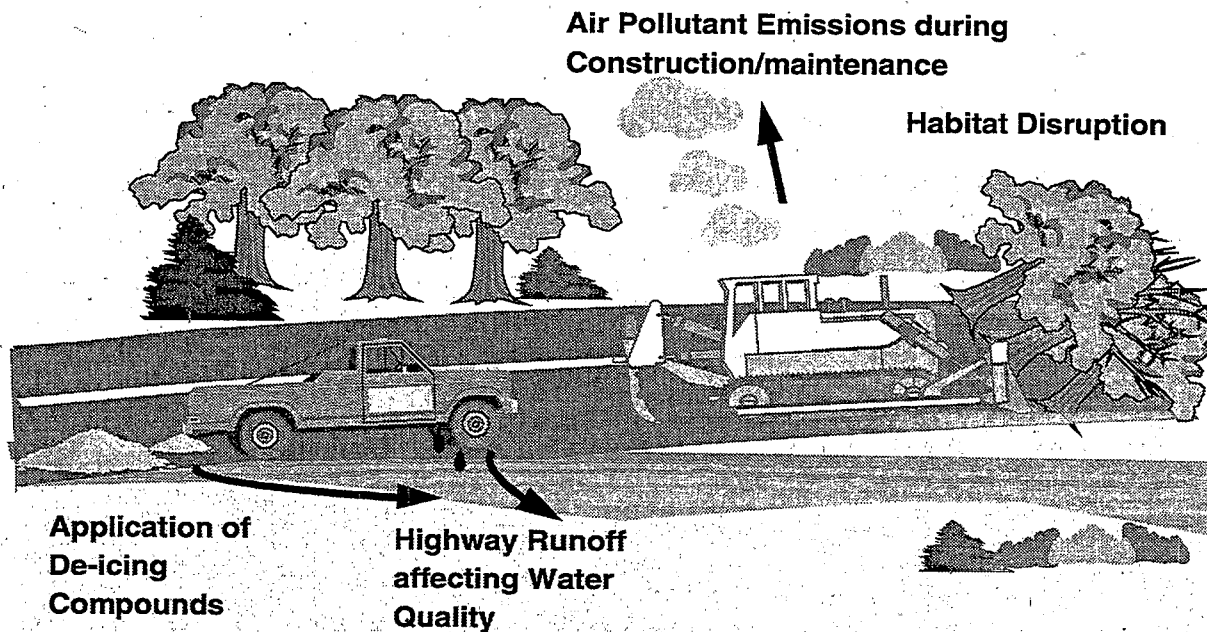 Air Pollutant Emissions during
Construction/maintenance
Habitat Disruption
Application of
De-icing
Compounds
Highway Runoff
affecting Water
Quality